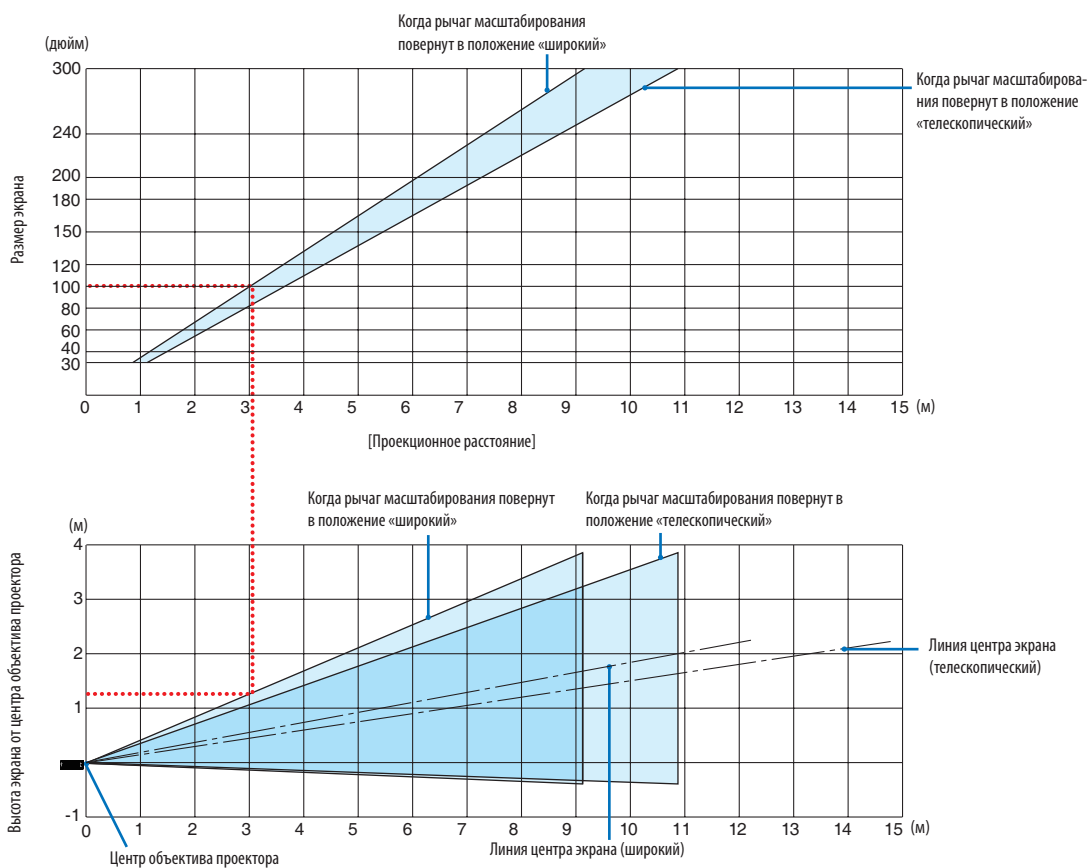 Когда рычаг масштабирования
повернут в положение «широкий»
(дюйм)
300
240
200
180
150
120
100
80
60
40
30
Размер экрана
Когда рычаг масштабирова-
ния повернут в положение
«телескопический»
0 1 2 3 4 5 6 7 8 9 10 11 12 13 14 15 (м)
[Проекционное расстояние]
Когда рычаг масштабирования повернут
в положение «широкий»
Когда рычаг масштабирования повернут в
положение «телескопический»
(м)
4
3
2
1
-1
Высота экрана от центра объектива проектора
Линия центра экрана
(телескопический)
0 1 2 3 4 5 6 7 8 9 10 11 12 13 14 15 (м)
Центр объектива проектора
Линия центра экрана (широкий)